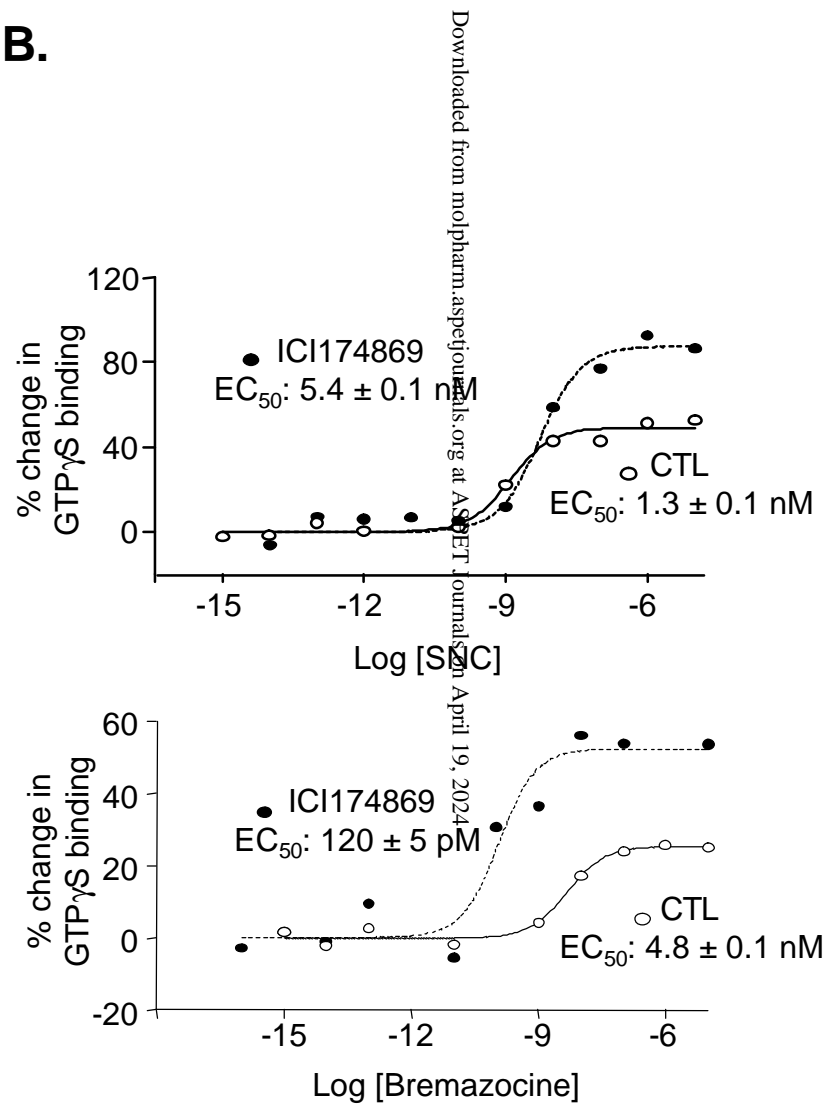 B.
Downloaded from molpharm.aspetjournals.org at ASPET Journals on April 19, 2024
120
80
40
0
% change in
GTPγS binding
ICI174869
EC50: 5.4 ± 0.1 nM
CTL
EC50: 1.3 ± 0.1 nM
-15 -12 -9 -6
Log [SNC]
60
40
20
0
-20
% change in
GTPγS binding
ICI174869
EC50: 120 ± 5 pM
CTL
EC50: 4.8 ± 0.1 nM
-15 -12 -9 -6
Log [Bremazocine]